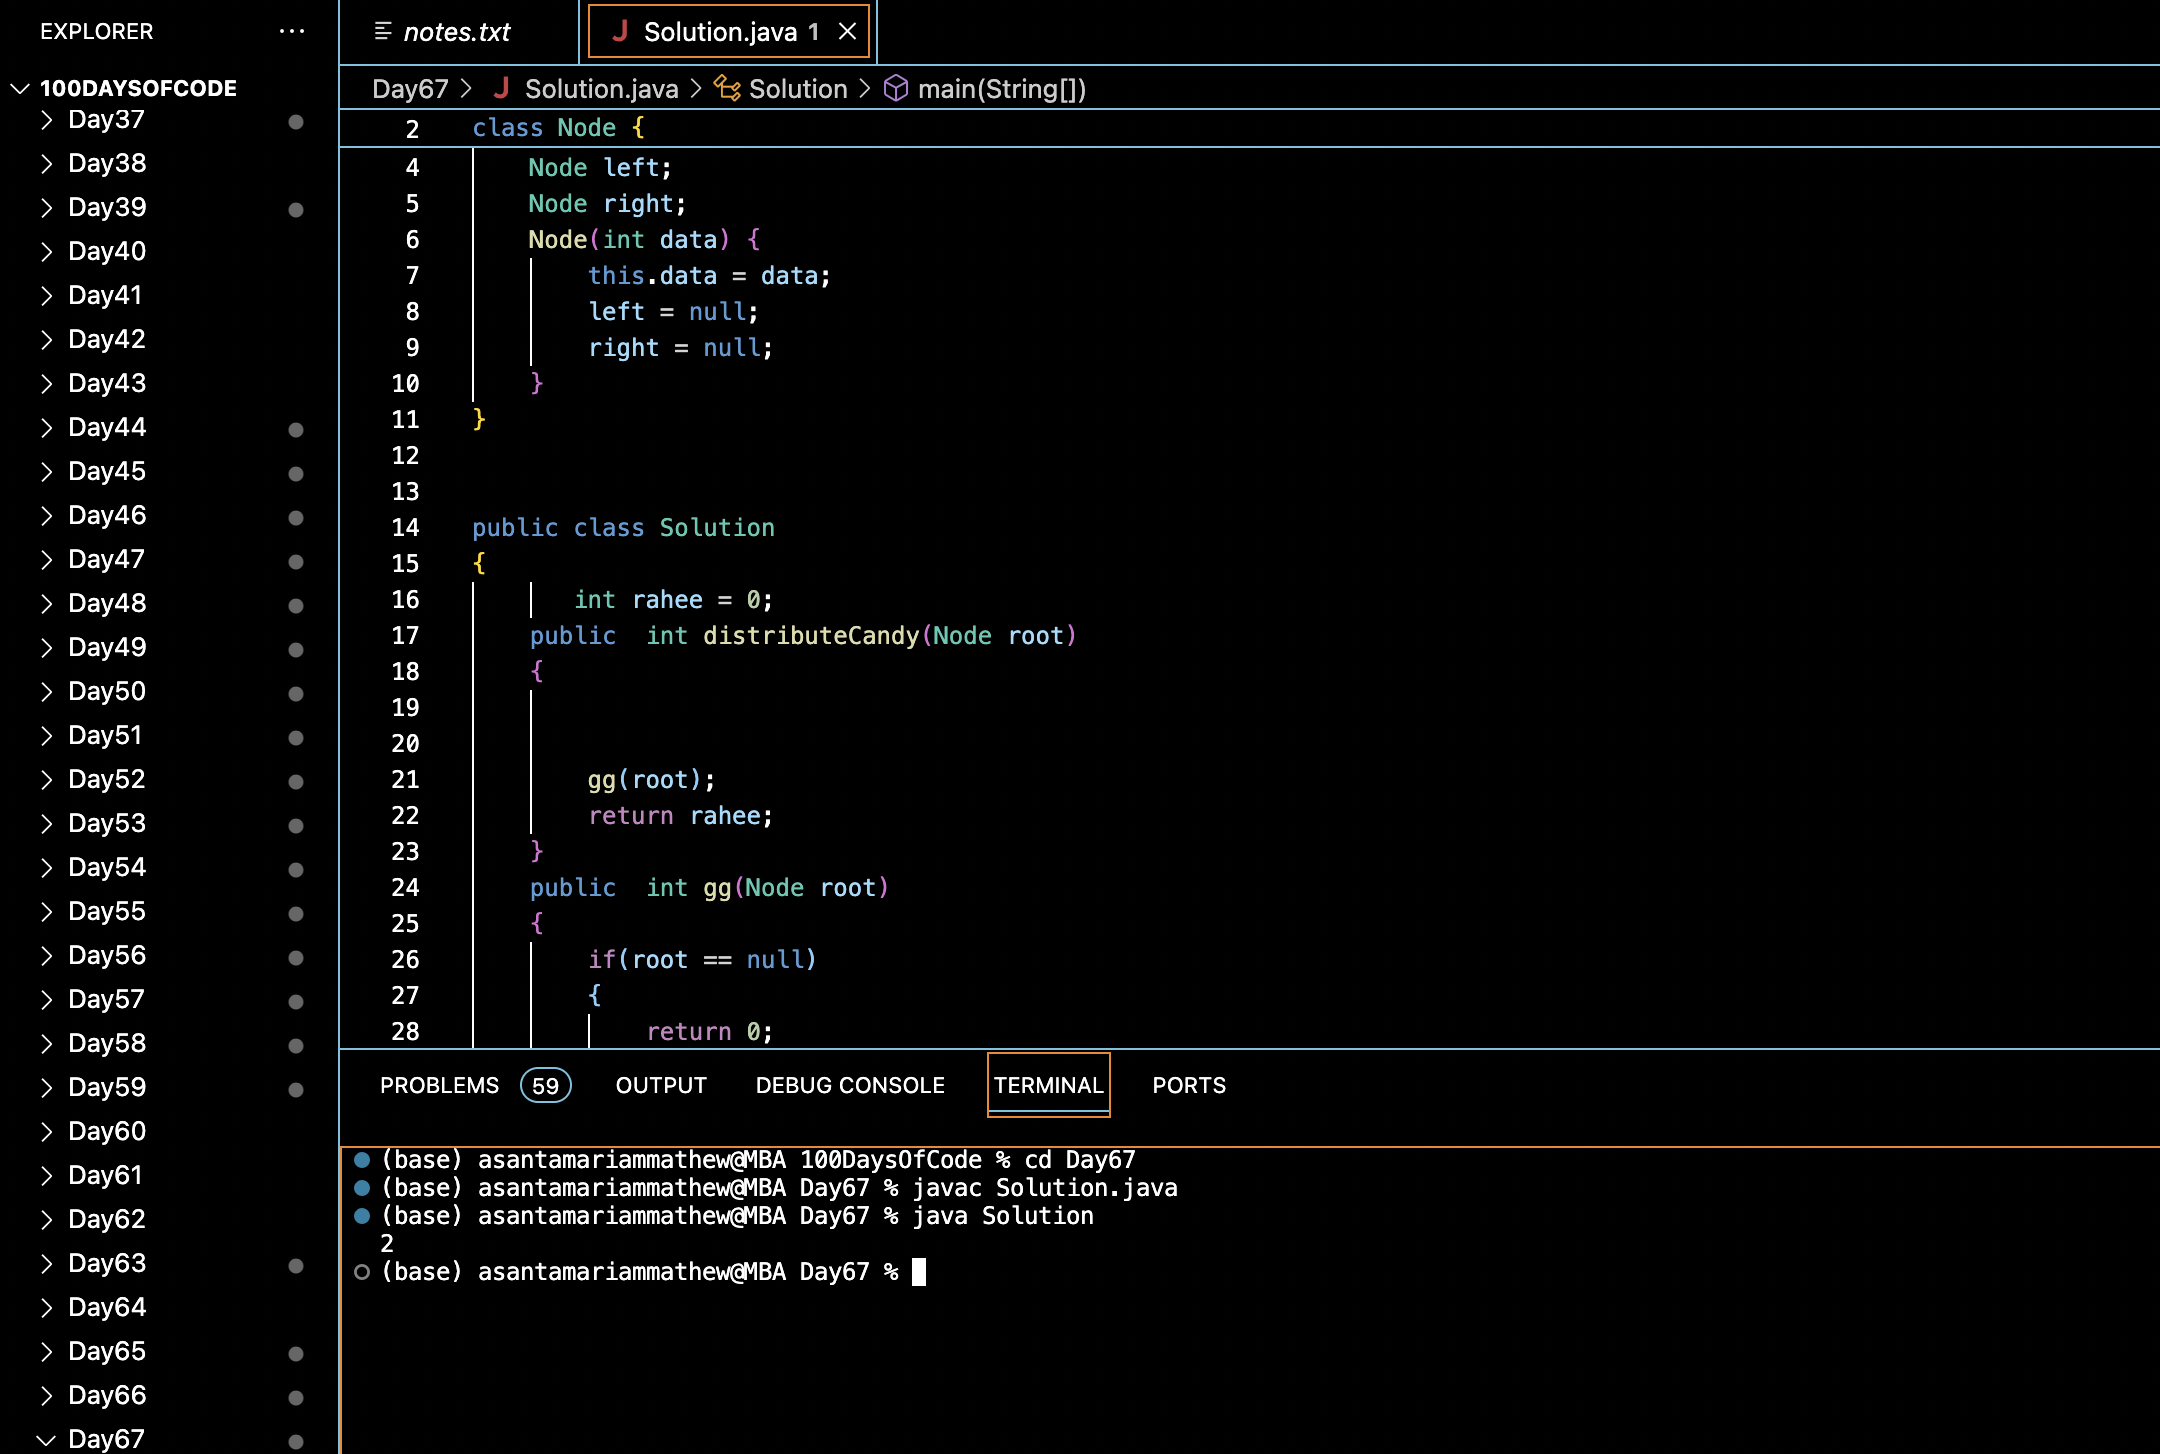 EXPLORER
100DAYSOFCODE
Day37
Day38
Day39
Day40
Day41
Day42
Day43
Day44
Day45
Day46
Day47
Day48
Day49
Day50
Day51
Day52
Day53
Day54
Day55
Day56
Day57
Day58
Day59
Day60
Day61
Day62
Day63
Day64
Day65
Day66
Day67
notes.txt
Solution.java 1
Day67 > Solution.java > Solution > main(String[])
2 class Node {
4 Node left;
5 Node right;
6 Node(int data) {
7 this.data = data;
8 left = null;
9 right = null;
10 }
11 }
12
13
14 public class Solution
15 {
16 int rahee = 0;
17 public  int distributeCandy(Node root)
18 {
19
20
21 gg(root);
22 return rahee;
23 }
24 public  int gg(Node root)
25 {
26 if(root == null)
27 {
28 return 0;
PROBLEMS 59 OUTPUT DEBUG CONSOLE TERMINAL PORTS
(base) asantamariammathew@MBA 100DaysOfCode % cd Day67
(base) asantamariammathew@MBA Day67 % javac Solution.java
(base) asantamariammathew@MBA Day67 % java Solution
2
(base) asantamariammathew@MBA Day67 %